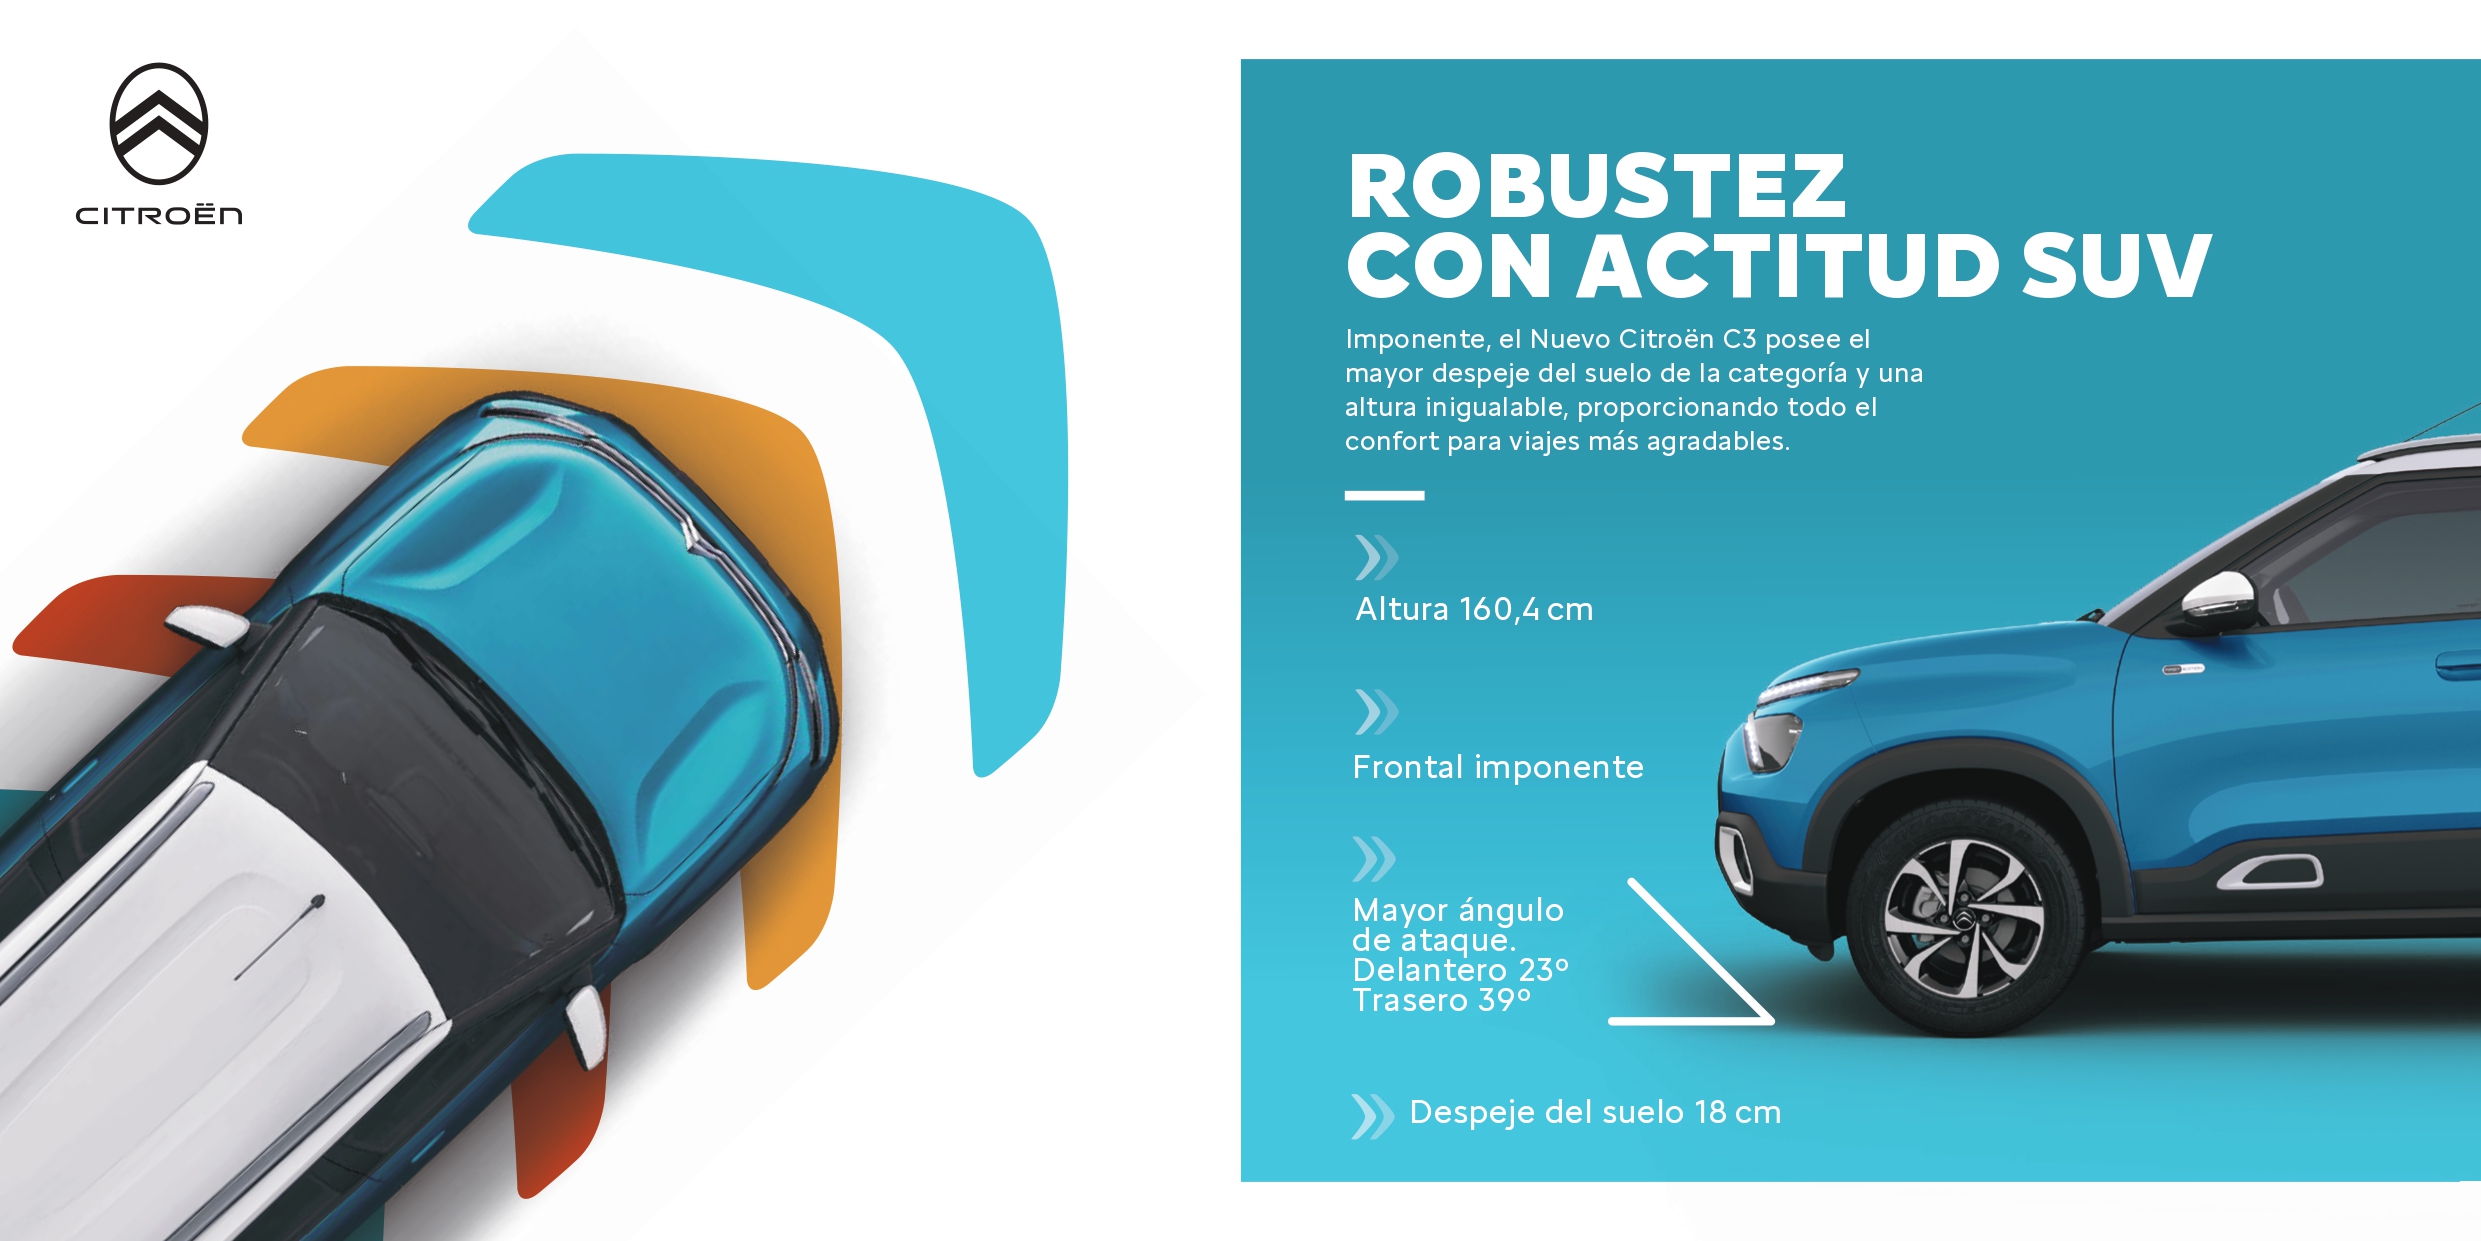 CITROËN
ROBUSTEZ
CON ACTITUD SUV
Imponente, el Nuevo Citroën C3 posee el
mayor despeje del suelo de la categoría y una
altura inigualable, proporcionando todo el
confort para viajes más agradables.
Altura 160,4 cm
Frontal imponente
Mayor ángulo
de ataque.
Delantero 23º
Trasero 39º
Despeje del suelo 18 cm